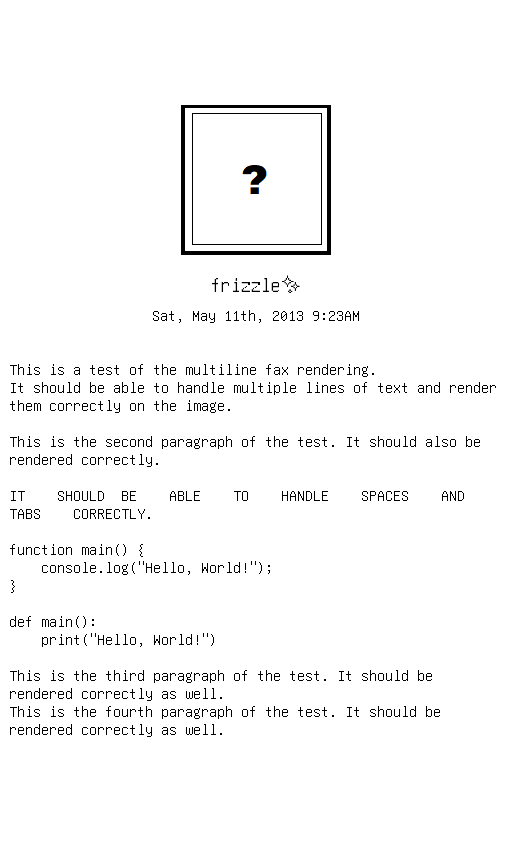 ?
frizzle✨
Sat, May 11th, 2013 9:23AM
This is a test of the multiline fax rendering.
It should be able to handle multiple lines of text and render
them correctly on the image.

This is the second paragraph of the test. It should also be
rendered correctly.

IT    SHOULD  BE    ABLE    TO    HANDLE    SPACES    AND
TABS    CORRECTLY.

function main() {
    console.log("Hello, World!");
}

def main():
    print("Hello, World!")

This is the third paragraph of the test. It should be
rendered correctly as well.
This is the fourth paragraph of the test. It should be
rendered correctly as well.